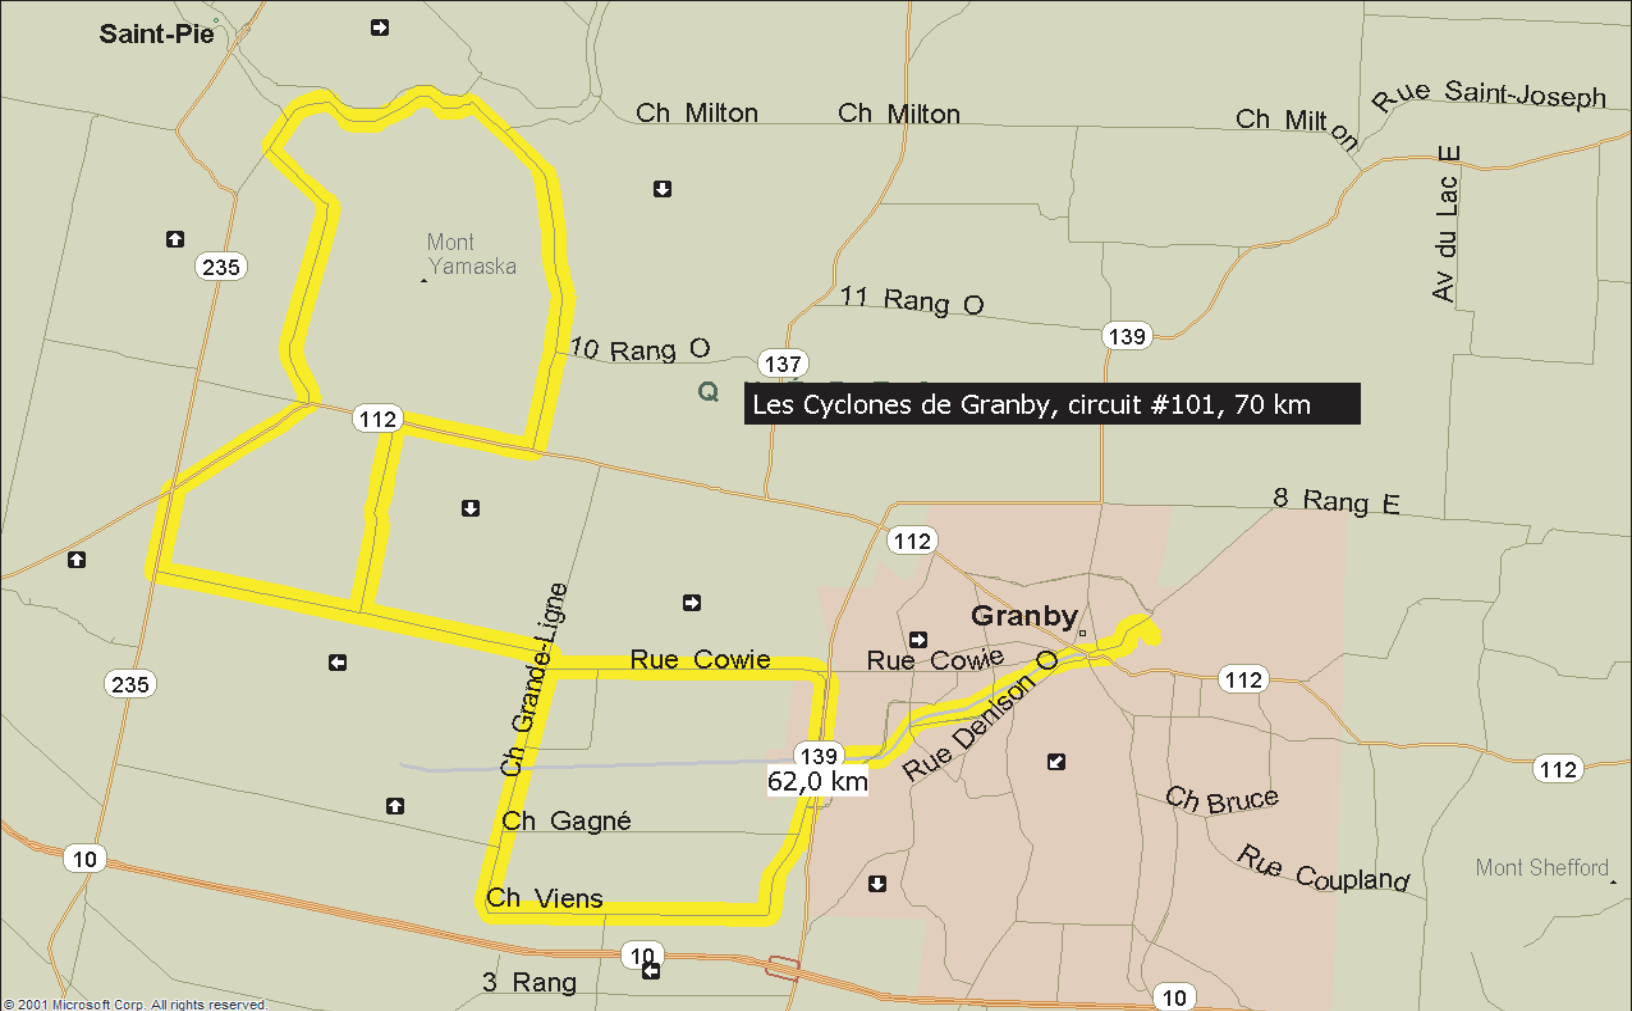 Saint-Pie
Ch Milton
Ch Milton
Ch Milton
Rue Saint-Joseph
Av du Lac E
Mont
Yamaska
235
11 Rang O
139
10 Rang O
137
Q
Les Cyclones de Granby, circuit #101, 70 km
112
8 Rang E
112
Granby
Ch Grande-Ligne
Rue Cowie
Rue Cowie
Rue Denison O
112
235
139
62,0 km
112
Ch Bruce
Ch Gagné
Rue Coupland
Mont Shefford
10
Ch Viens
10
3 Rang
10
© 2001 Microsoft Corp. All rights reserved.